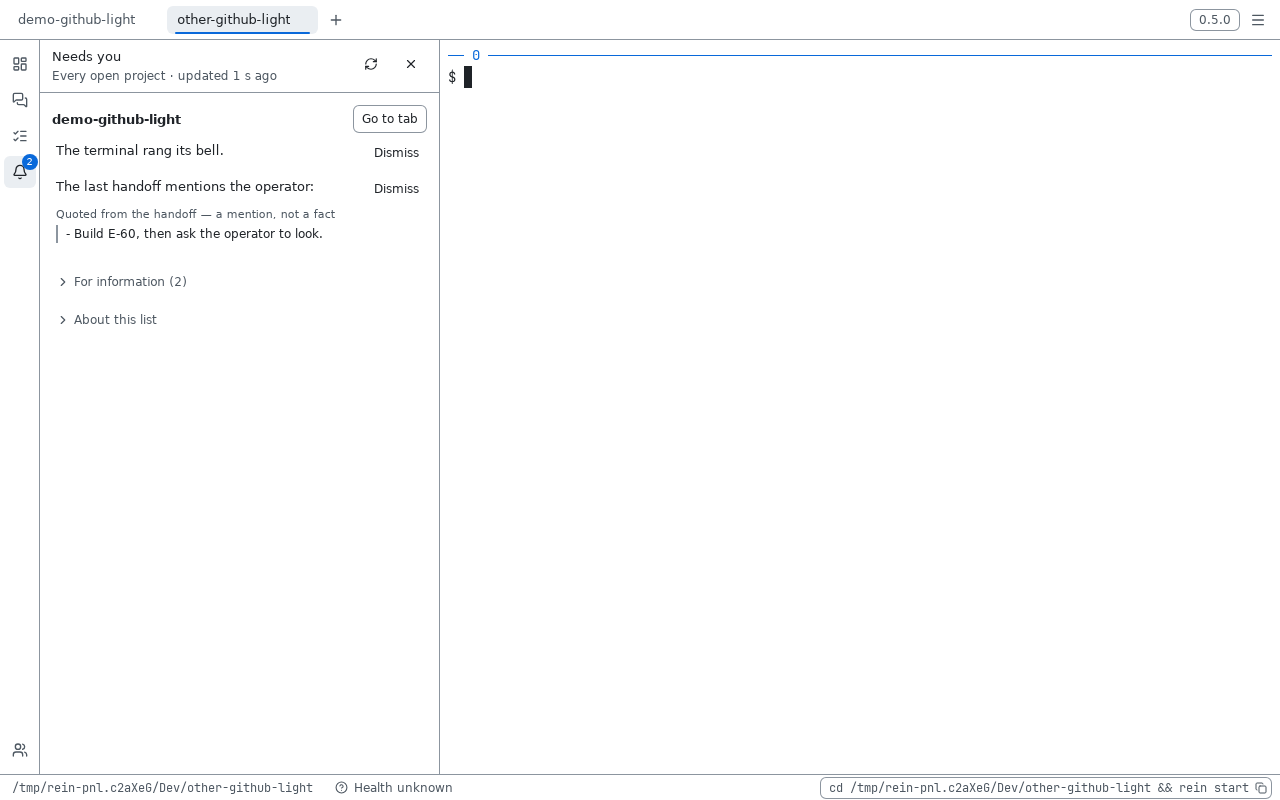 demo-github-light
other-github-light
0.5.0
Needs you
Every open project · updated 1 s ago
2
demo-github-light
Go to tab
The terminal rang its bell.
Dismiss
The last handoff mentions the operator:
Dismiss
Quoted from the handoff — a mention, not a fact
- Build E-60, then ask the operator to look.
For information (2)
About this list
0
$
/tmp/rein-pnl.c2aXeG/Dev/other-github-light
Health unknown
cd /tmp/rein-pnl.c2aXeG/Dev/other-github-light && rein start